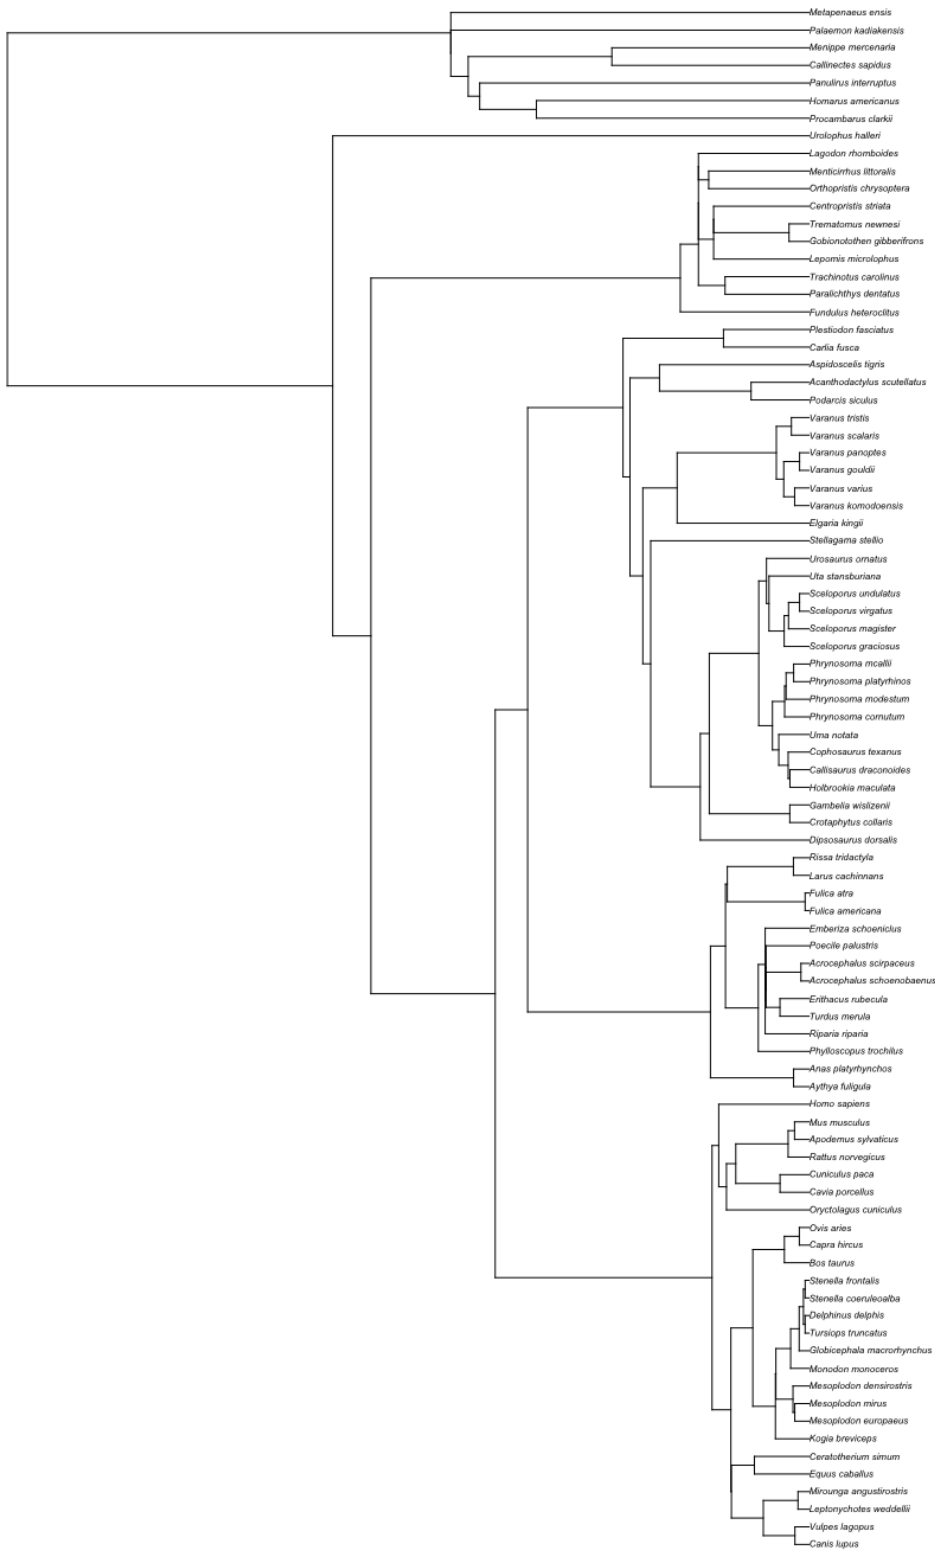 Metapenaeus ensis
Palaemon kadiakensis
Menippe mercenaria
Callinectes sapidus
Panulirus interruptus
Homarus americanus
Procambarus clarkii
Urolophus halleri
Lagodon rhomboides
Menticirrhus littoralis
Orthopristis chrysoptera
Centropristis striata
Trematomus newnesi
Gobionotothen gibberifrons
Lepomis microlophus
Trachinotus carolinus
Paralichthys dentatus
Fundulus heteroclitus
Plestiodon fasciatus
Carlia fusca
Aspidoscelis tigris
Acanthodactylus scutellatus
Podarcis siculus
Varanus tristis
Varanus scalaris
Varanus panoptes
Varanus gouldii
Varanus varius
Varanus komodoensis
Elgaria kingii
Stellagama stellio
Urosaurus ornatus
Uta stansburiana
Sceloporus undulatus
Sceloporus virgatus
Sceloporus magister
Sceloporus graciosus
Phrynosoma mcallii
Phrynosoma platyrhinos
Phrynosoma modestum
Phrynosoma cornutum
Uma notata
Cophosaurus texanus
Callisaurus draconoides
Holbrookia maculata
Gambelia wislizenii
Crotaphytus collaris
Dipsosaurus dorsalis
Rissa tridactyla
Larus cachinnans
Fulica atra
Fulica americana
Emberiza schoeniclus
Poecile palustris
Acrocephalus scirpaceus
Acrocephalus schoenobaenus
Erithacus rubecula
Turdus merula
Riparia riparia
Phylloscopus trochilus
Anas platyrhynchos
Aythya fuligula
Homo sapiens
Mus musculus
Apodemus sylvaticus
Rattus norvegicus
Cuniculus paca
Cavia porcellus
Oryctolagus cuniculus
Ovis aries
Capra hircus
Bos taurus
Stenella frontalis
Stenella coeruleoalba
Delphinus delphis
Tursiops truncatus
Globicephala macrorhynchus
Monodon monoceros
Mesoplodon densirostris
Mesoplodon mirus
Mesoplodon europaeus
Kogia breviceps
Ceratotherium simum
Equus caballus
Mirounga angustirostris
Leptonychotes weddellii
Vulpes lagopus
Canis lupus